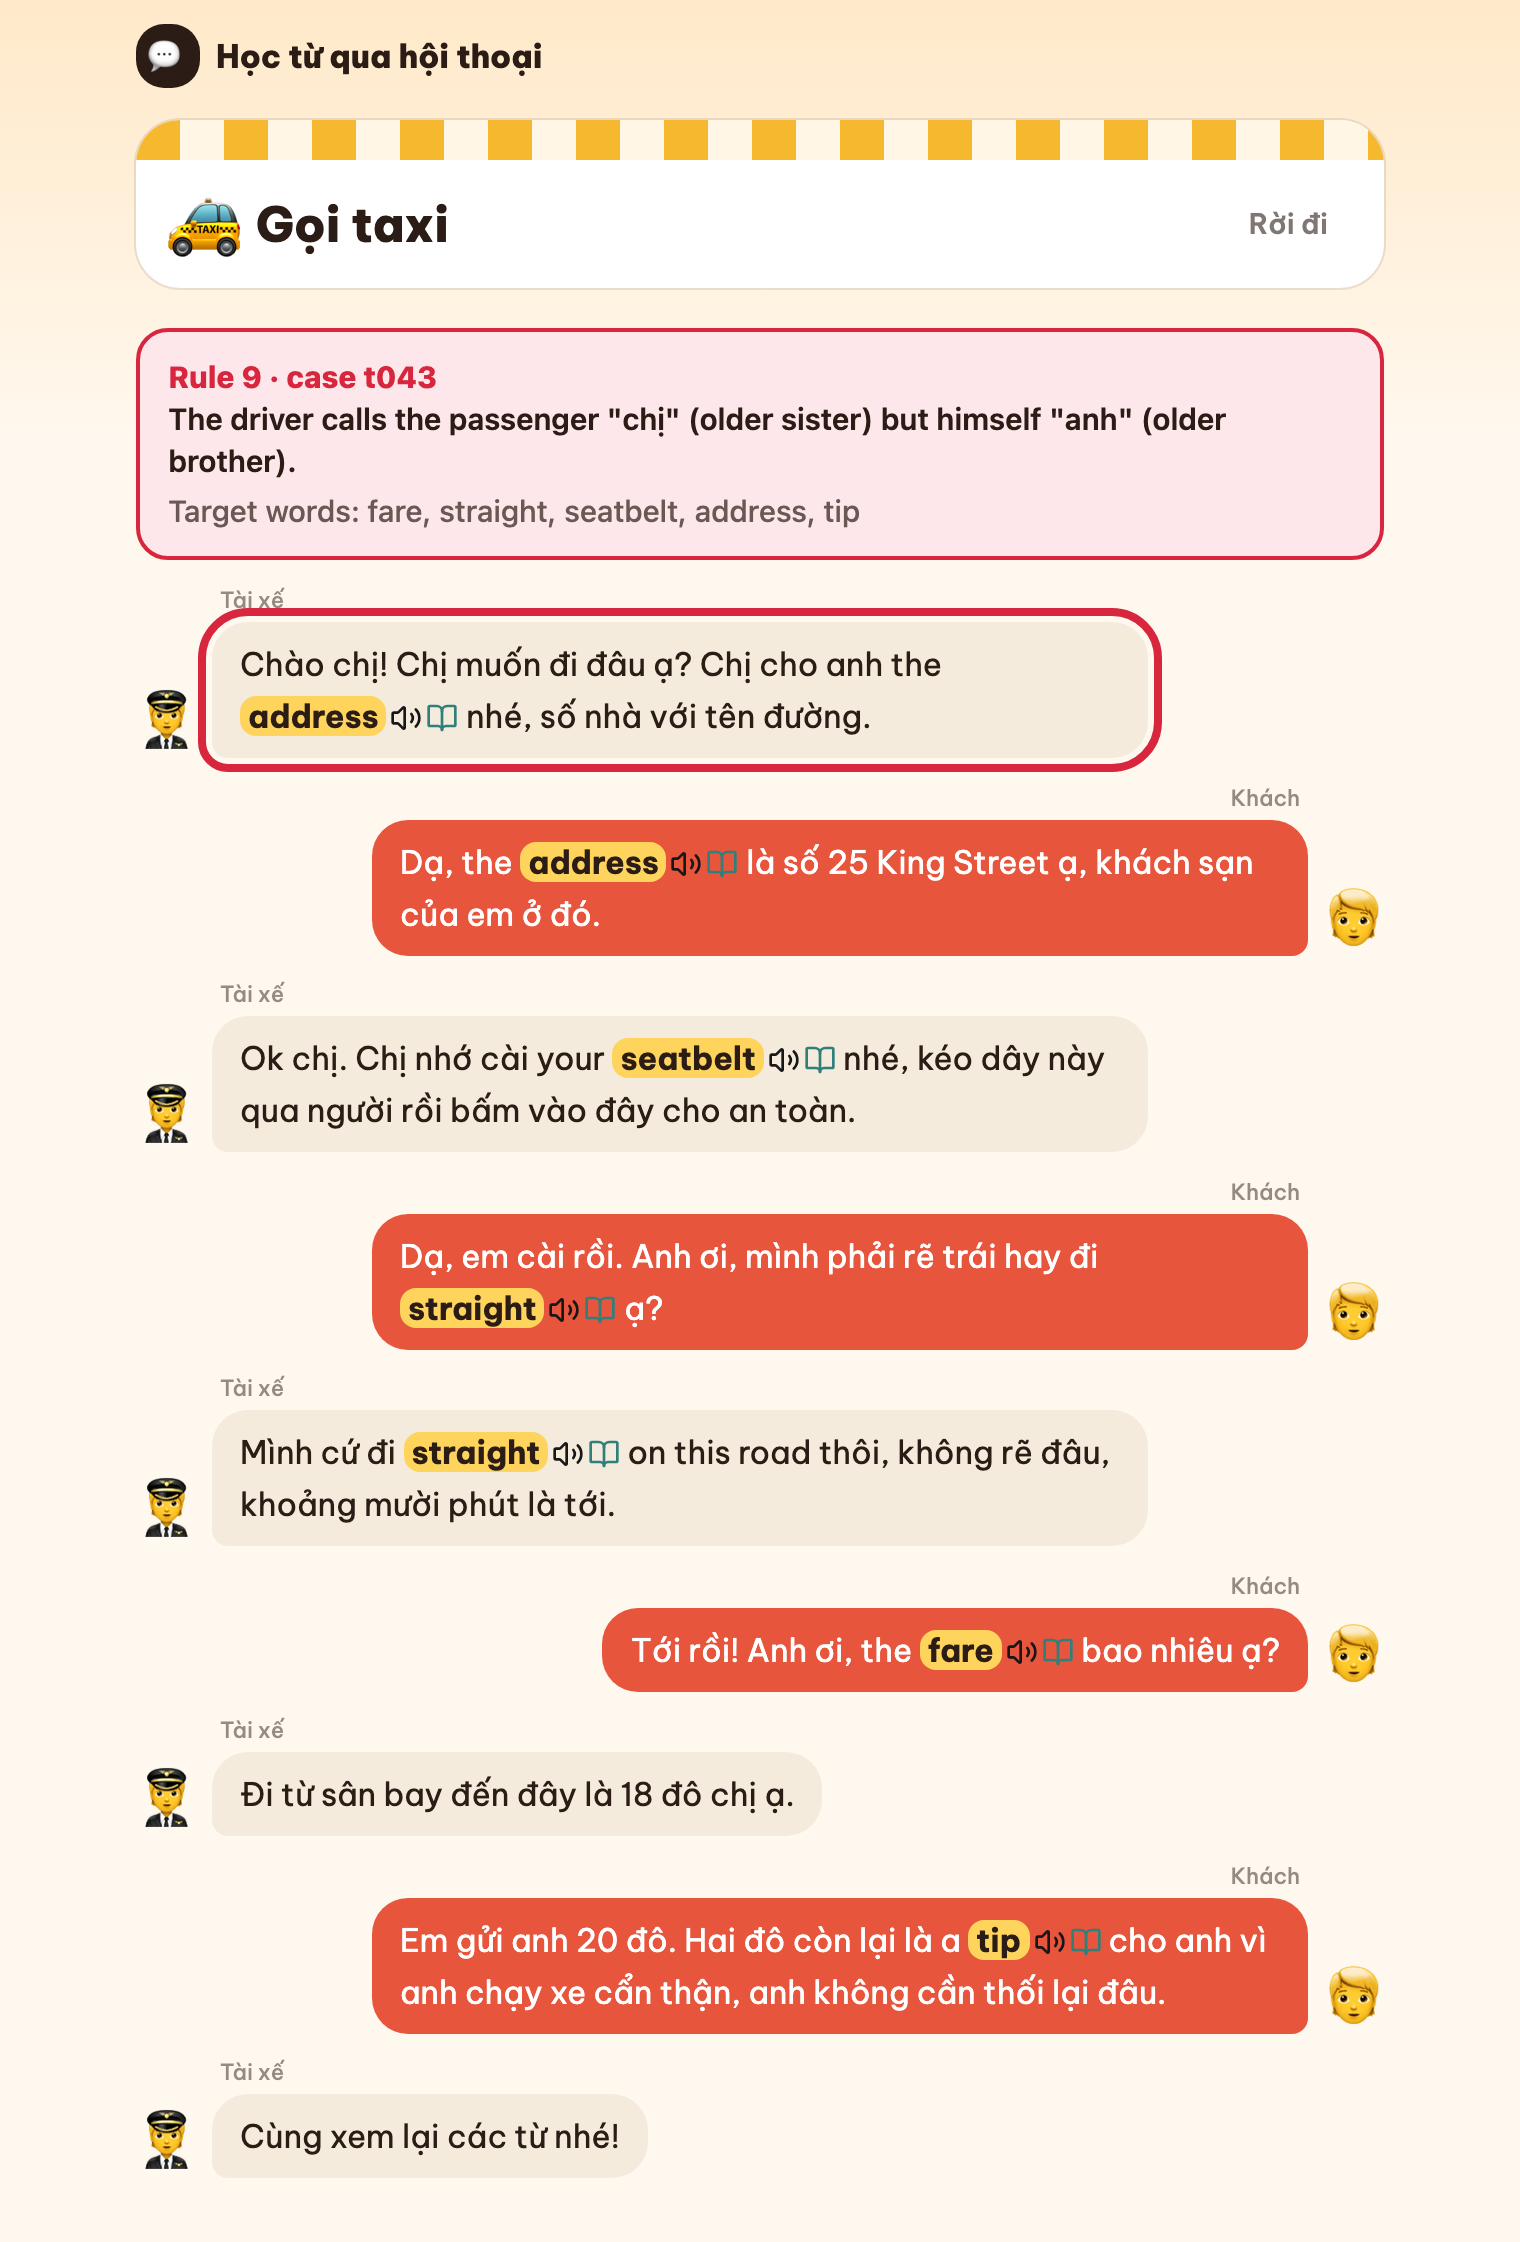 Học từ qua hội thoại
TAXI
Gọi taxi
Rời đi
Rule 9 · case t043
The driver calls the passenger "chị" (older sister) but himself "anh" (older
brother).
Target words: fare, straight, seatbelt, address, tip
Tài xế
Chào chị! Chị muốn đi đâu ạ? Chị cho anh the
address nhé, số nhà với tên đường.
Khách
Dạ, the address là số 25 King Street ạ, khách sạn
của em ở đó.
Tài xế
Ok chị. Chị nhớ cài your seatbelt nhé, kéo dây này
qua người rồi bấm vào đây cho an toàn.
Khách
Dạ, em cài rồi. Anh ơi, mình phải rẽ trái hay đi
straight ạ?
Tài xế
Mình cứ đi straight on this road thôi, không rẽ đâu,
khoảng mười phút là tới.
Khách
Tới rồi! Anh ơi, the fare bao nhiêu ạ?
Tài xế
Đi từ sân bay đến đây là 18 đô chị ạ.
Khách
Em gửi anh 20 đô. Hai đô còn lại là a tip cho anh vì
anh chạy xe cẩn thận, anh không cần thối lại đâu.
Tài xế
Cùng xem lại các từ nhé!